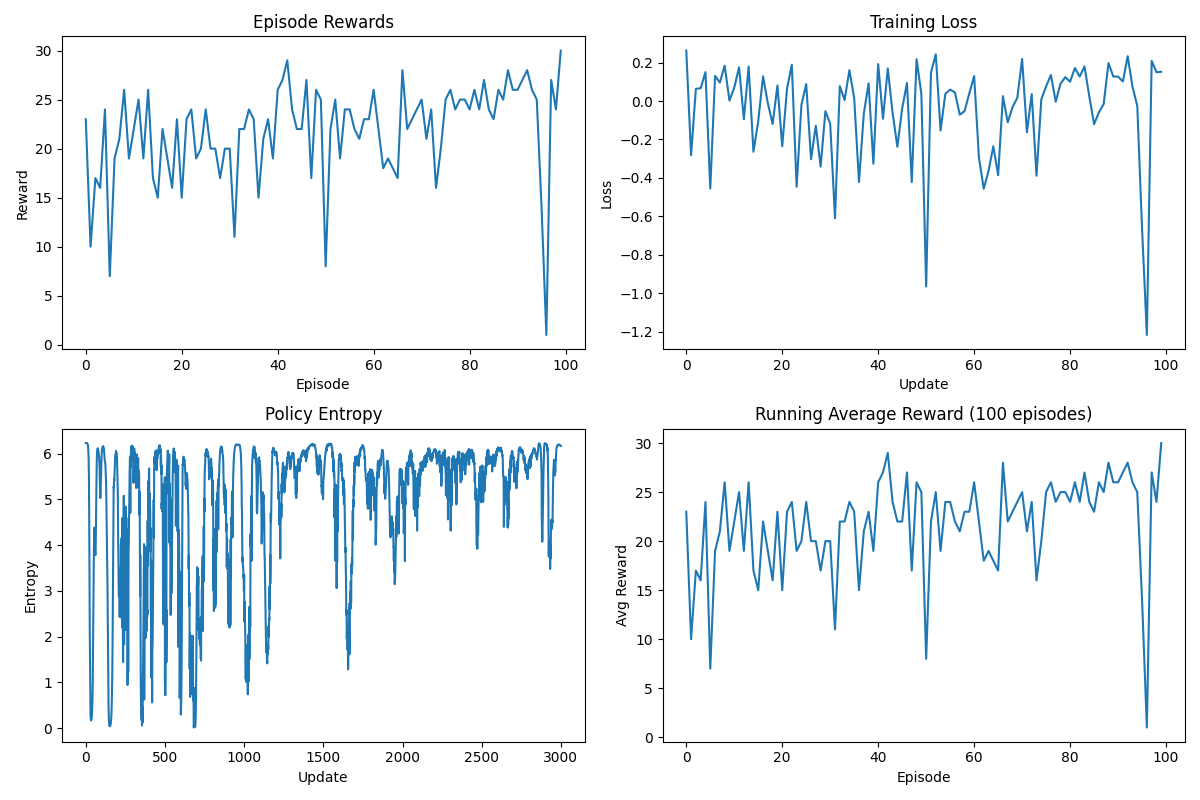 Episode Rewards
30
25
20
15
10
5
0
Reward
0 20 40 60 80 100
Episode
Training Loss
0.2
0.0
−0.2
−0.4
−0.6
−0.8
−1.0
−1.2
Loss
0 20 40 60 80 100
Update
Policy Entropy
6
5
4
3
2
1
0
Entropy
0 500 1000 1500 2000 2500 3000
Update
Running Average Reward (100 episodes)
30
25
20
15
10
5
0
Avg Reward
0 20 40 60 80 100
Episode